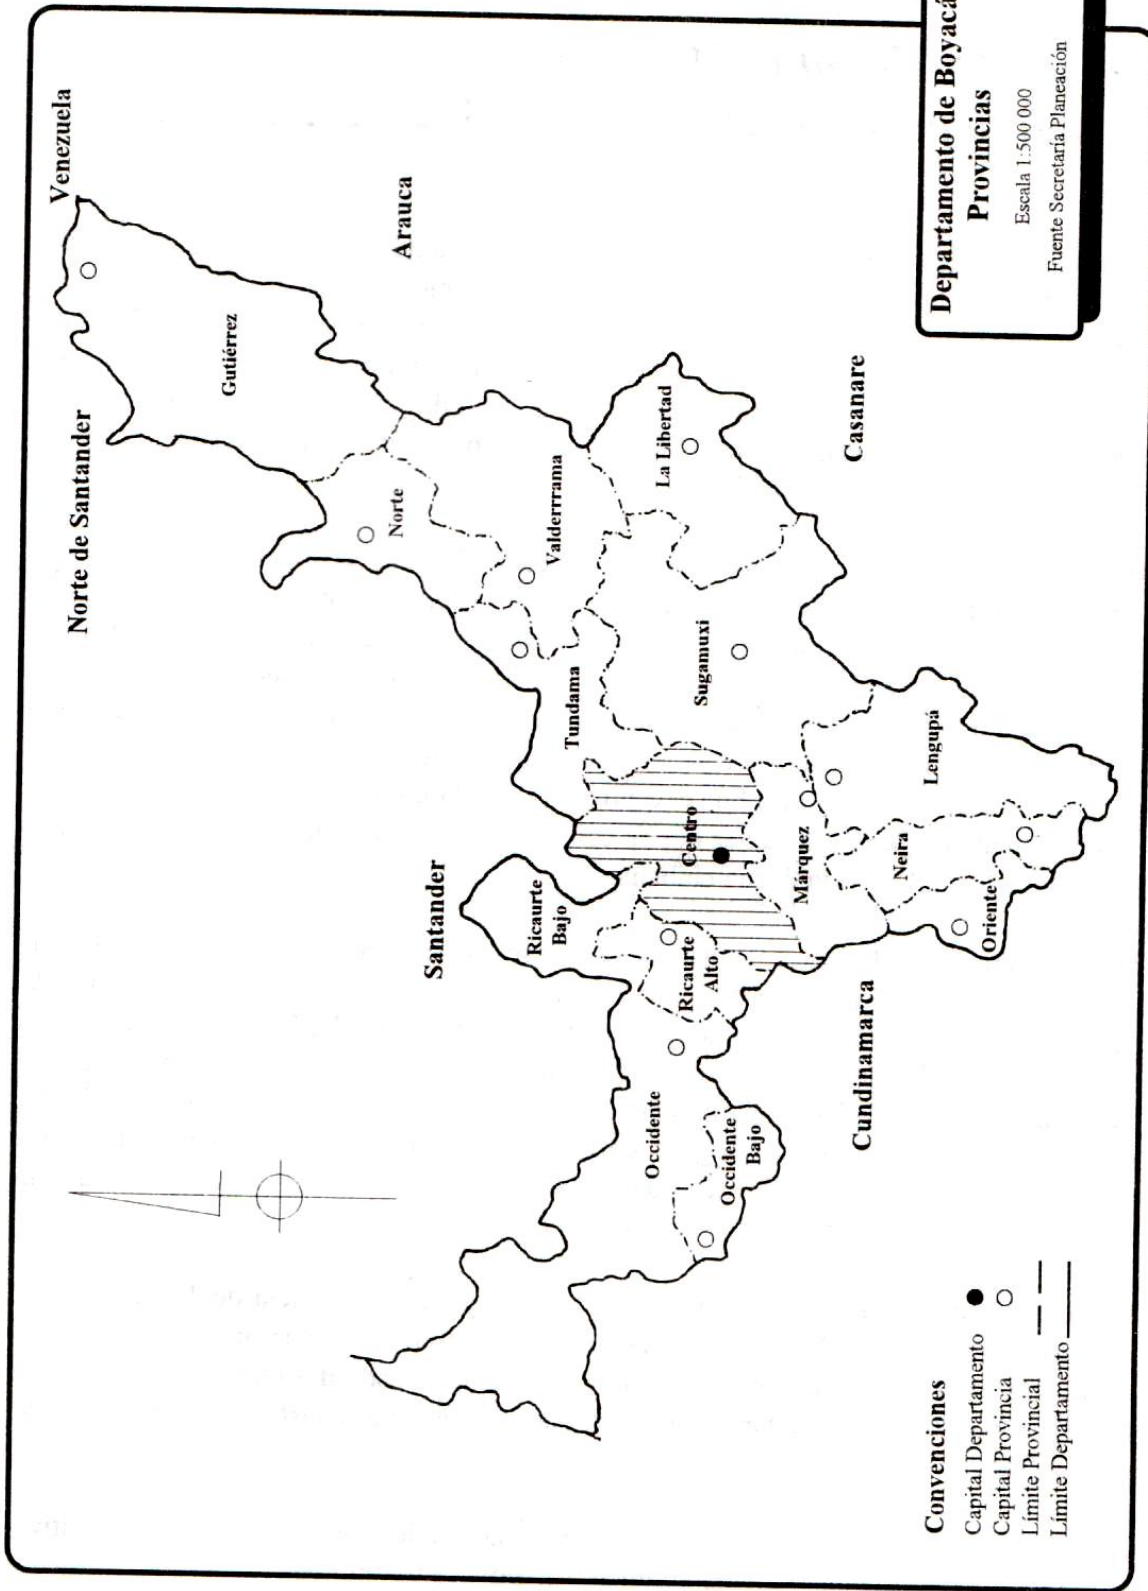 Departamento de Boyacá
Provincias
Escala 1:500 000
Fuente Secretaría Planeación
Venezuela
Norte de Santander
Arauca
Gutiérrez
Norte
Santander
Valderrrama
La Libertad
Casanare
Tundama
Sugamuxi
Ricaurte
Bajo
Centro
Ricaurte
Alto
Márquez
Lengupá
Neira
Oriente
Occidente
Occidente
Bajo
Cundinamarca
Convenciones
Capital Departamento
Capital Provincia
Límite Provincial
Límite Departamento